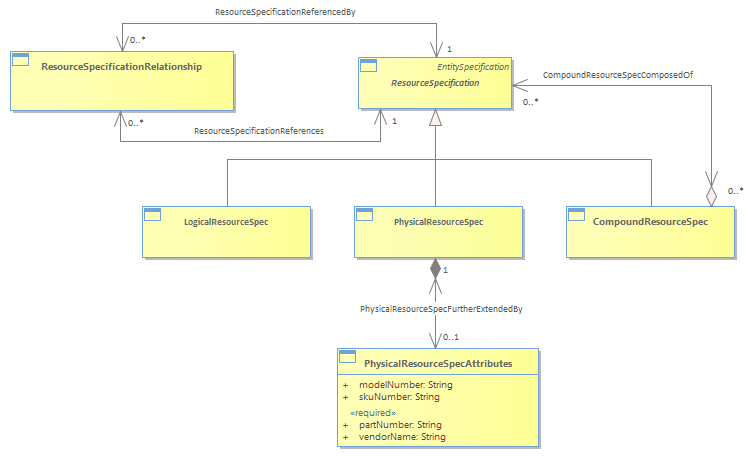 ResourceSpecificationReferencedBy
0..*
1
ResourceSpecificationRelationship
EntitySpecification
ResourceSpecification
CompoundResourceSpecComposedOf
0..*
0..*
1
ResourceSpecificationReferences
0..*
LogicalResourceSpec
PhysicalResourceSpec
CompoundResourceSpec
1
PhysicalResourceSpecFurtherExtendedBy
0..1
PhysicalResourceSpecAttributes
+ modelNumber: String
+ skuNumber: String
«required»
+ partNumber: String
+ vendorName: String